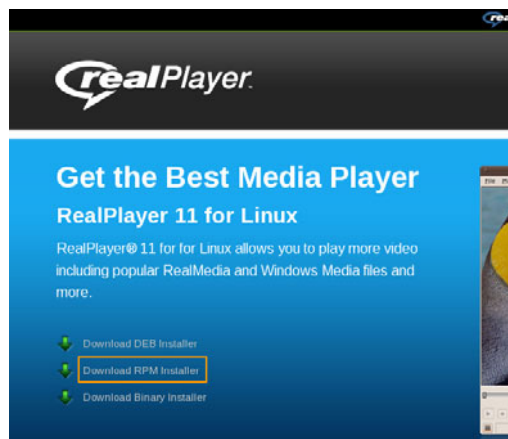 rea
realPlayer.
Get the Best Media Player
RealPlayer 11 for Linux
RealPlayer® 11 for for Linux allows you to play more video
including popular RealMedia and Windows Media files and
more.
File
Download DEB Installer
Download RPM Installer
Download Binary Installer